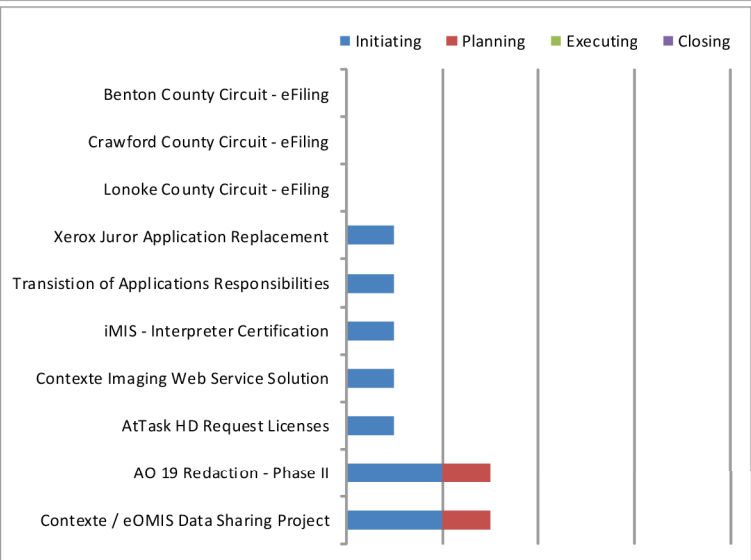 Initiating Planning Executing Closing
Benton County Circuit - eFiling
Crawford County Circuit - eFiling
Lonoke County Circuit - eFiling
Xerox Juror Application Replacement
Transistion of Applications Responsibilities
iMIS - Interpreter Certification
Contexte Imaging Web Service Solution
AtTask HD Request Licenses
AO 19 Redaction - Phase II
Contexte / eOMIS Data Sharing Project